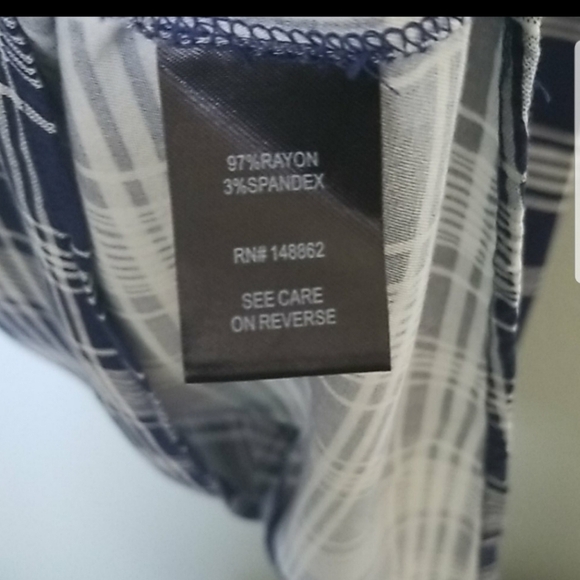 97%RAYON
3%SPANDEX
RN# 148862
SEE CARE
ON REVERSE